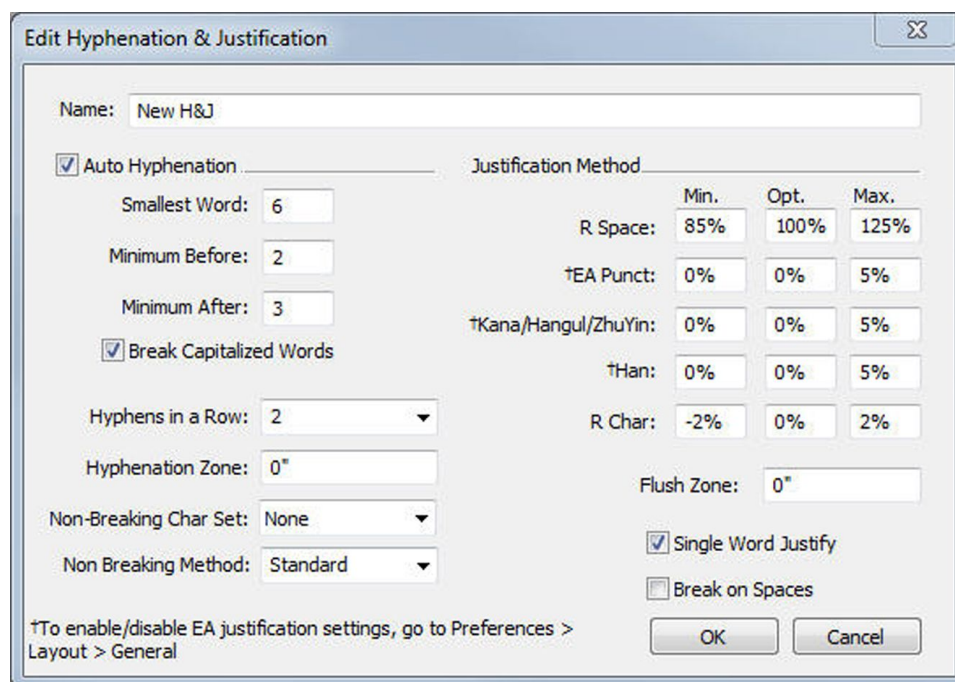 Edit Hyphenation & Justification
Name: New H&J
Auto Hyphenation
Smallest Word: 6
Minimum Before: 2
Minimum After: 3
Break Capitalized Words
Hyphens in a Row: 2
Hyphenation Zone: 0"
Non-Breaking Char Set: None
Non Breaking Method: Standard
Justification Method
Min. Opt. Max.
R Space: 85% 100% 125%
†EA Punct: 0% 0% 5%
†Kana/Hangul/ZhuYin: 0% 0% 5%
†Han: 0% 0% 5%
R Char: -2% 0% 2%
Flush Zone: 0"
Single Word Justify
Break on Spaces
†To enable/disable EA justification settings, go to Preferences >
Layout > General
OK Cancel